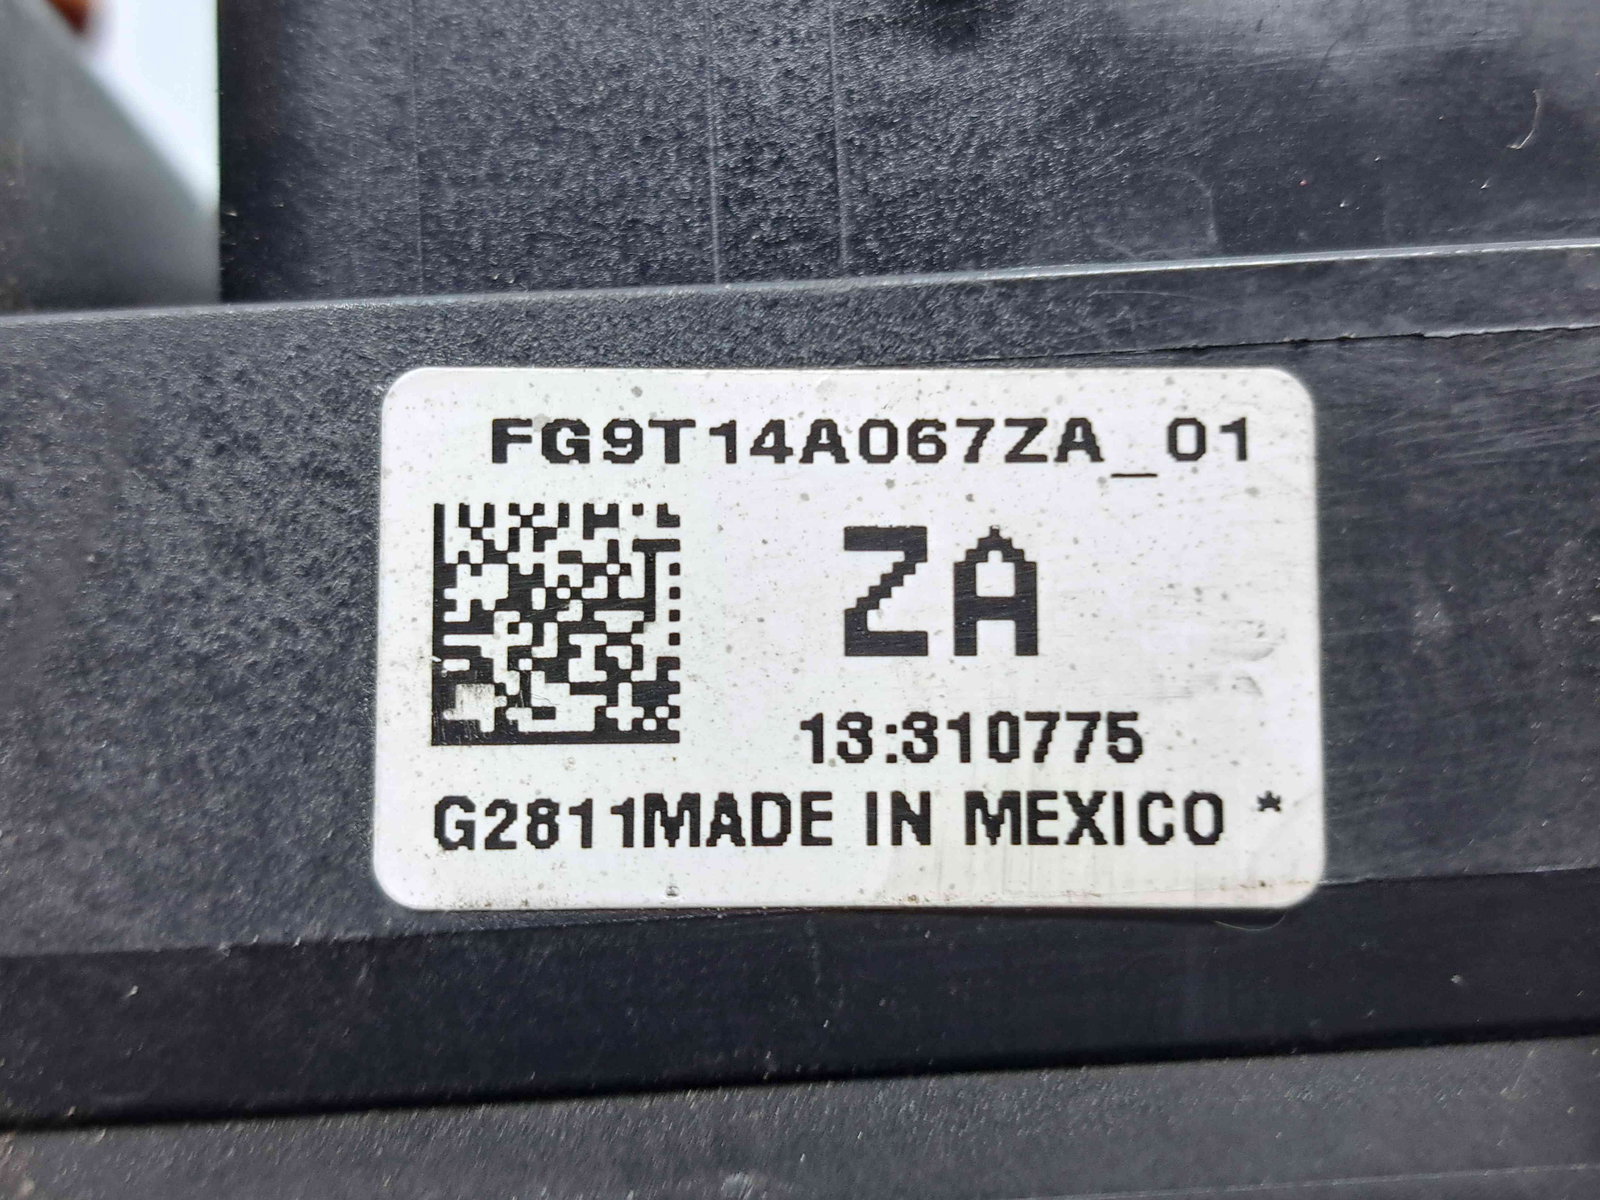 FG9T14A067ZA_01
ZA
13:310775
G2811MADE IN MEXICO *